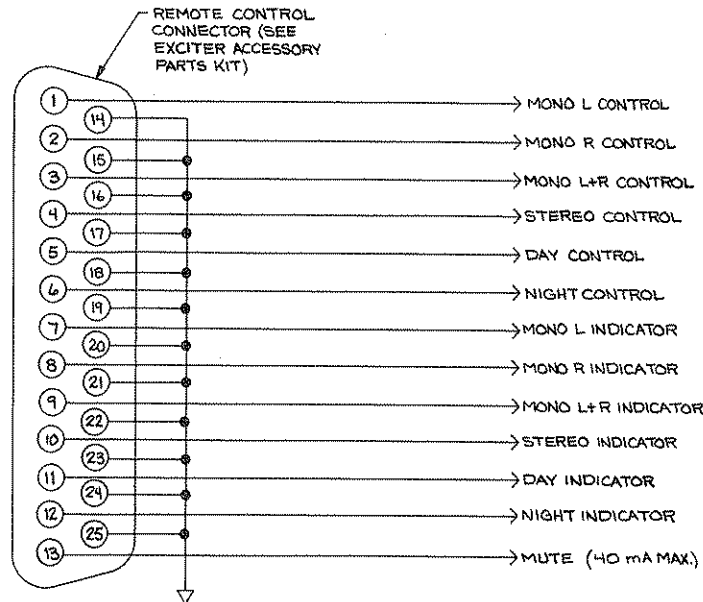 REMOTE CONTROL
CONNECTOR (SEE
EXCITER ACCESSORY
PARTS KIT)
1 MONO L CONTROL
14
2 MONO R CONTROL
15
3 MONO L+R CONTROL
16
4 STEREO CONTROL
17
5 DAY CONTROL
18
6 NIGHT CONTROL
19
7 MONO L INDICATOR
20
8 MONO R INDICATOR
21
9 MONO L+R INDICATOR
22
10 STEREO INDICATOR
23
11 DAY INDICATOR
24
12 NIGHT INDICATOR
25
13 MUTE (40 mA MAX.)